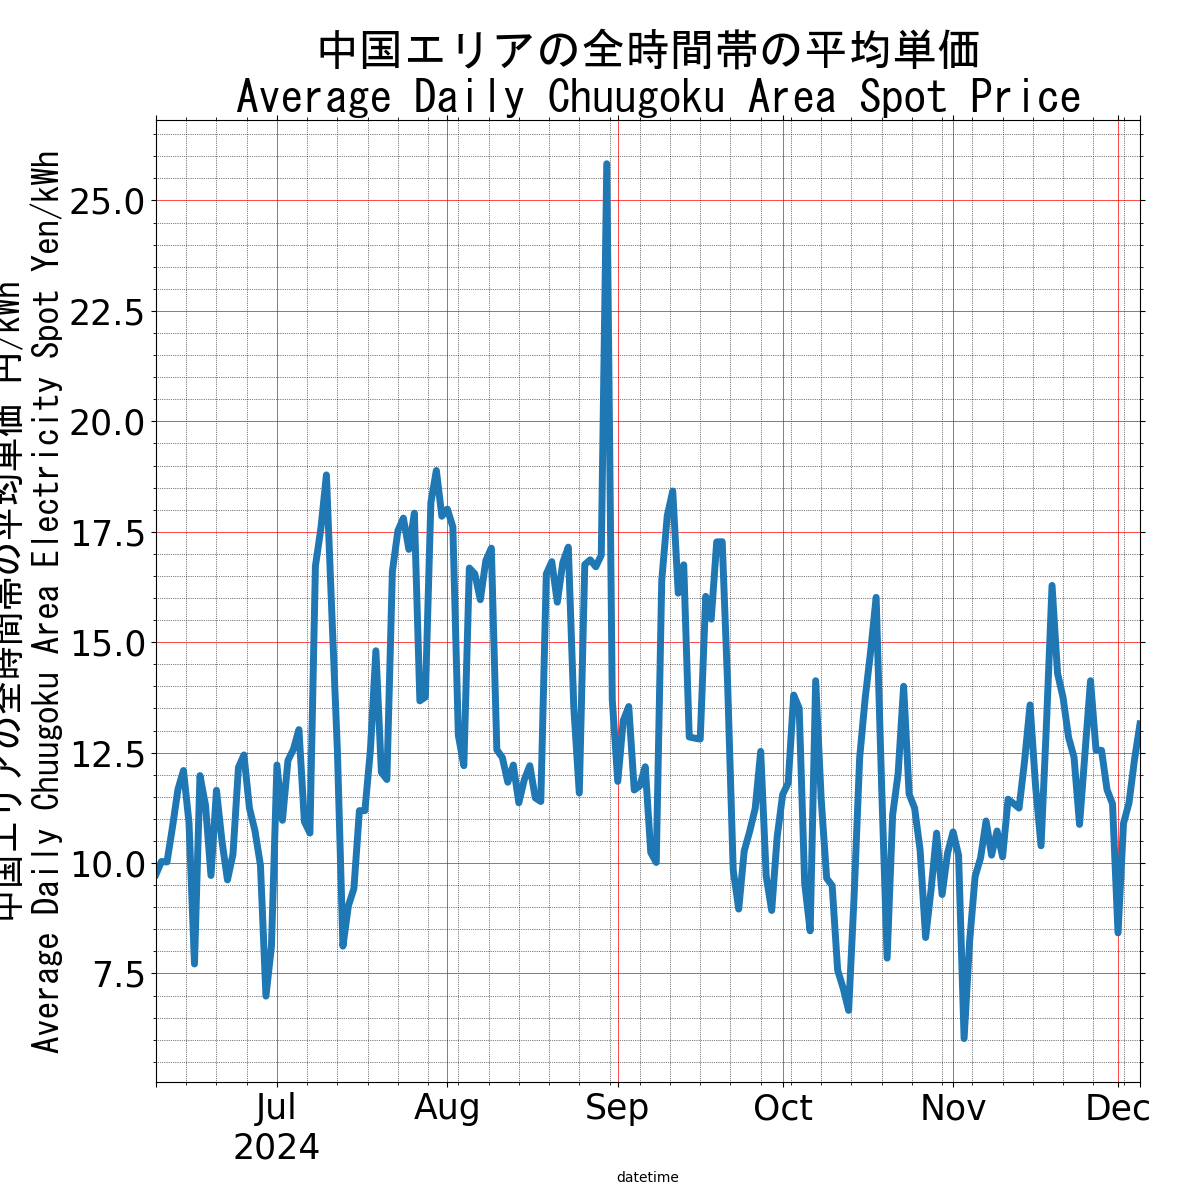 中国エリアの全時間帯の平均単価
Average Daily Chuugoku Area Spot Price
中国エリアの全時間帯の平均単価 円/kWh
Average Daily Chuugoku Area Electricity Spot Yen/kWh
25.0
22.5
20.0
17.5
15.0
12.5
10.0
7.5
Jul Aug Sep Oct Nov Dec
2024
datetime